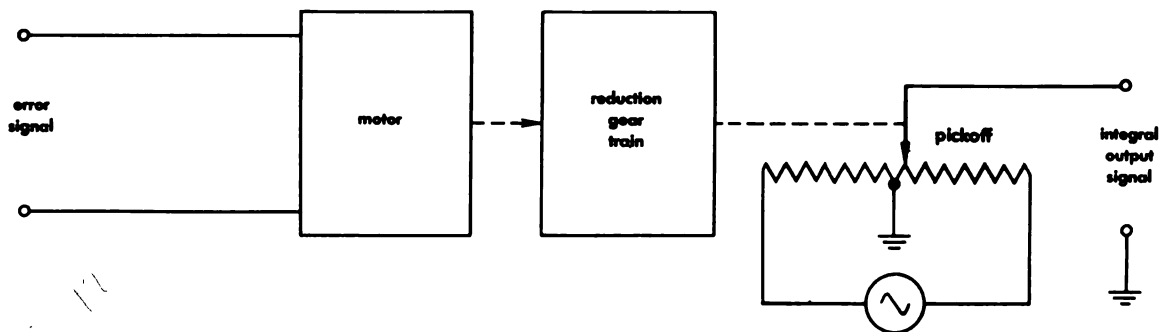 error
signal
motor
reduction
gear
train
pickoff
integral
output
signal